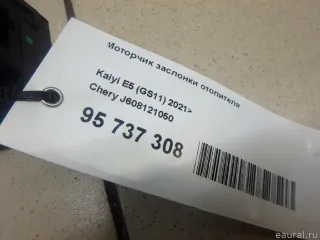 Моторчик заслонки отопителя
Kaiyi E5 (GS11) 2021>
Chery J608121050
95 737 308
eaural.ru